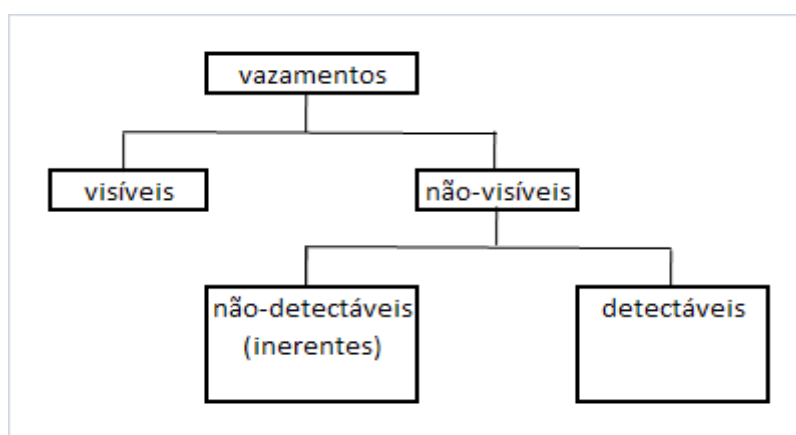 vazamentos
visíveis
não-visíveis
não-detectáveis
(inerentes)
detectáveis